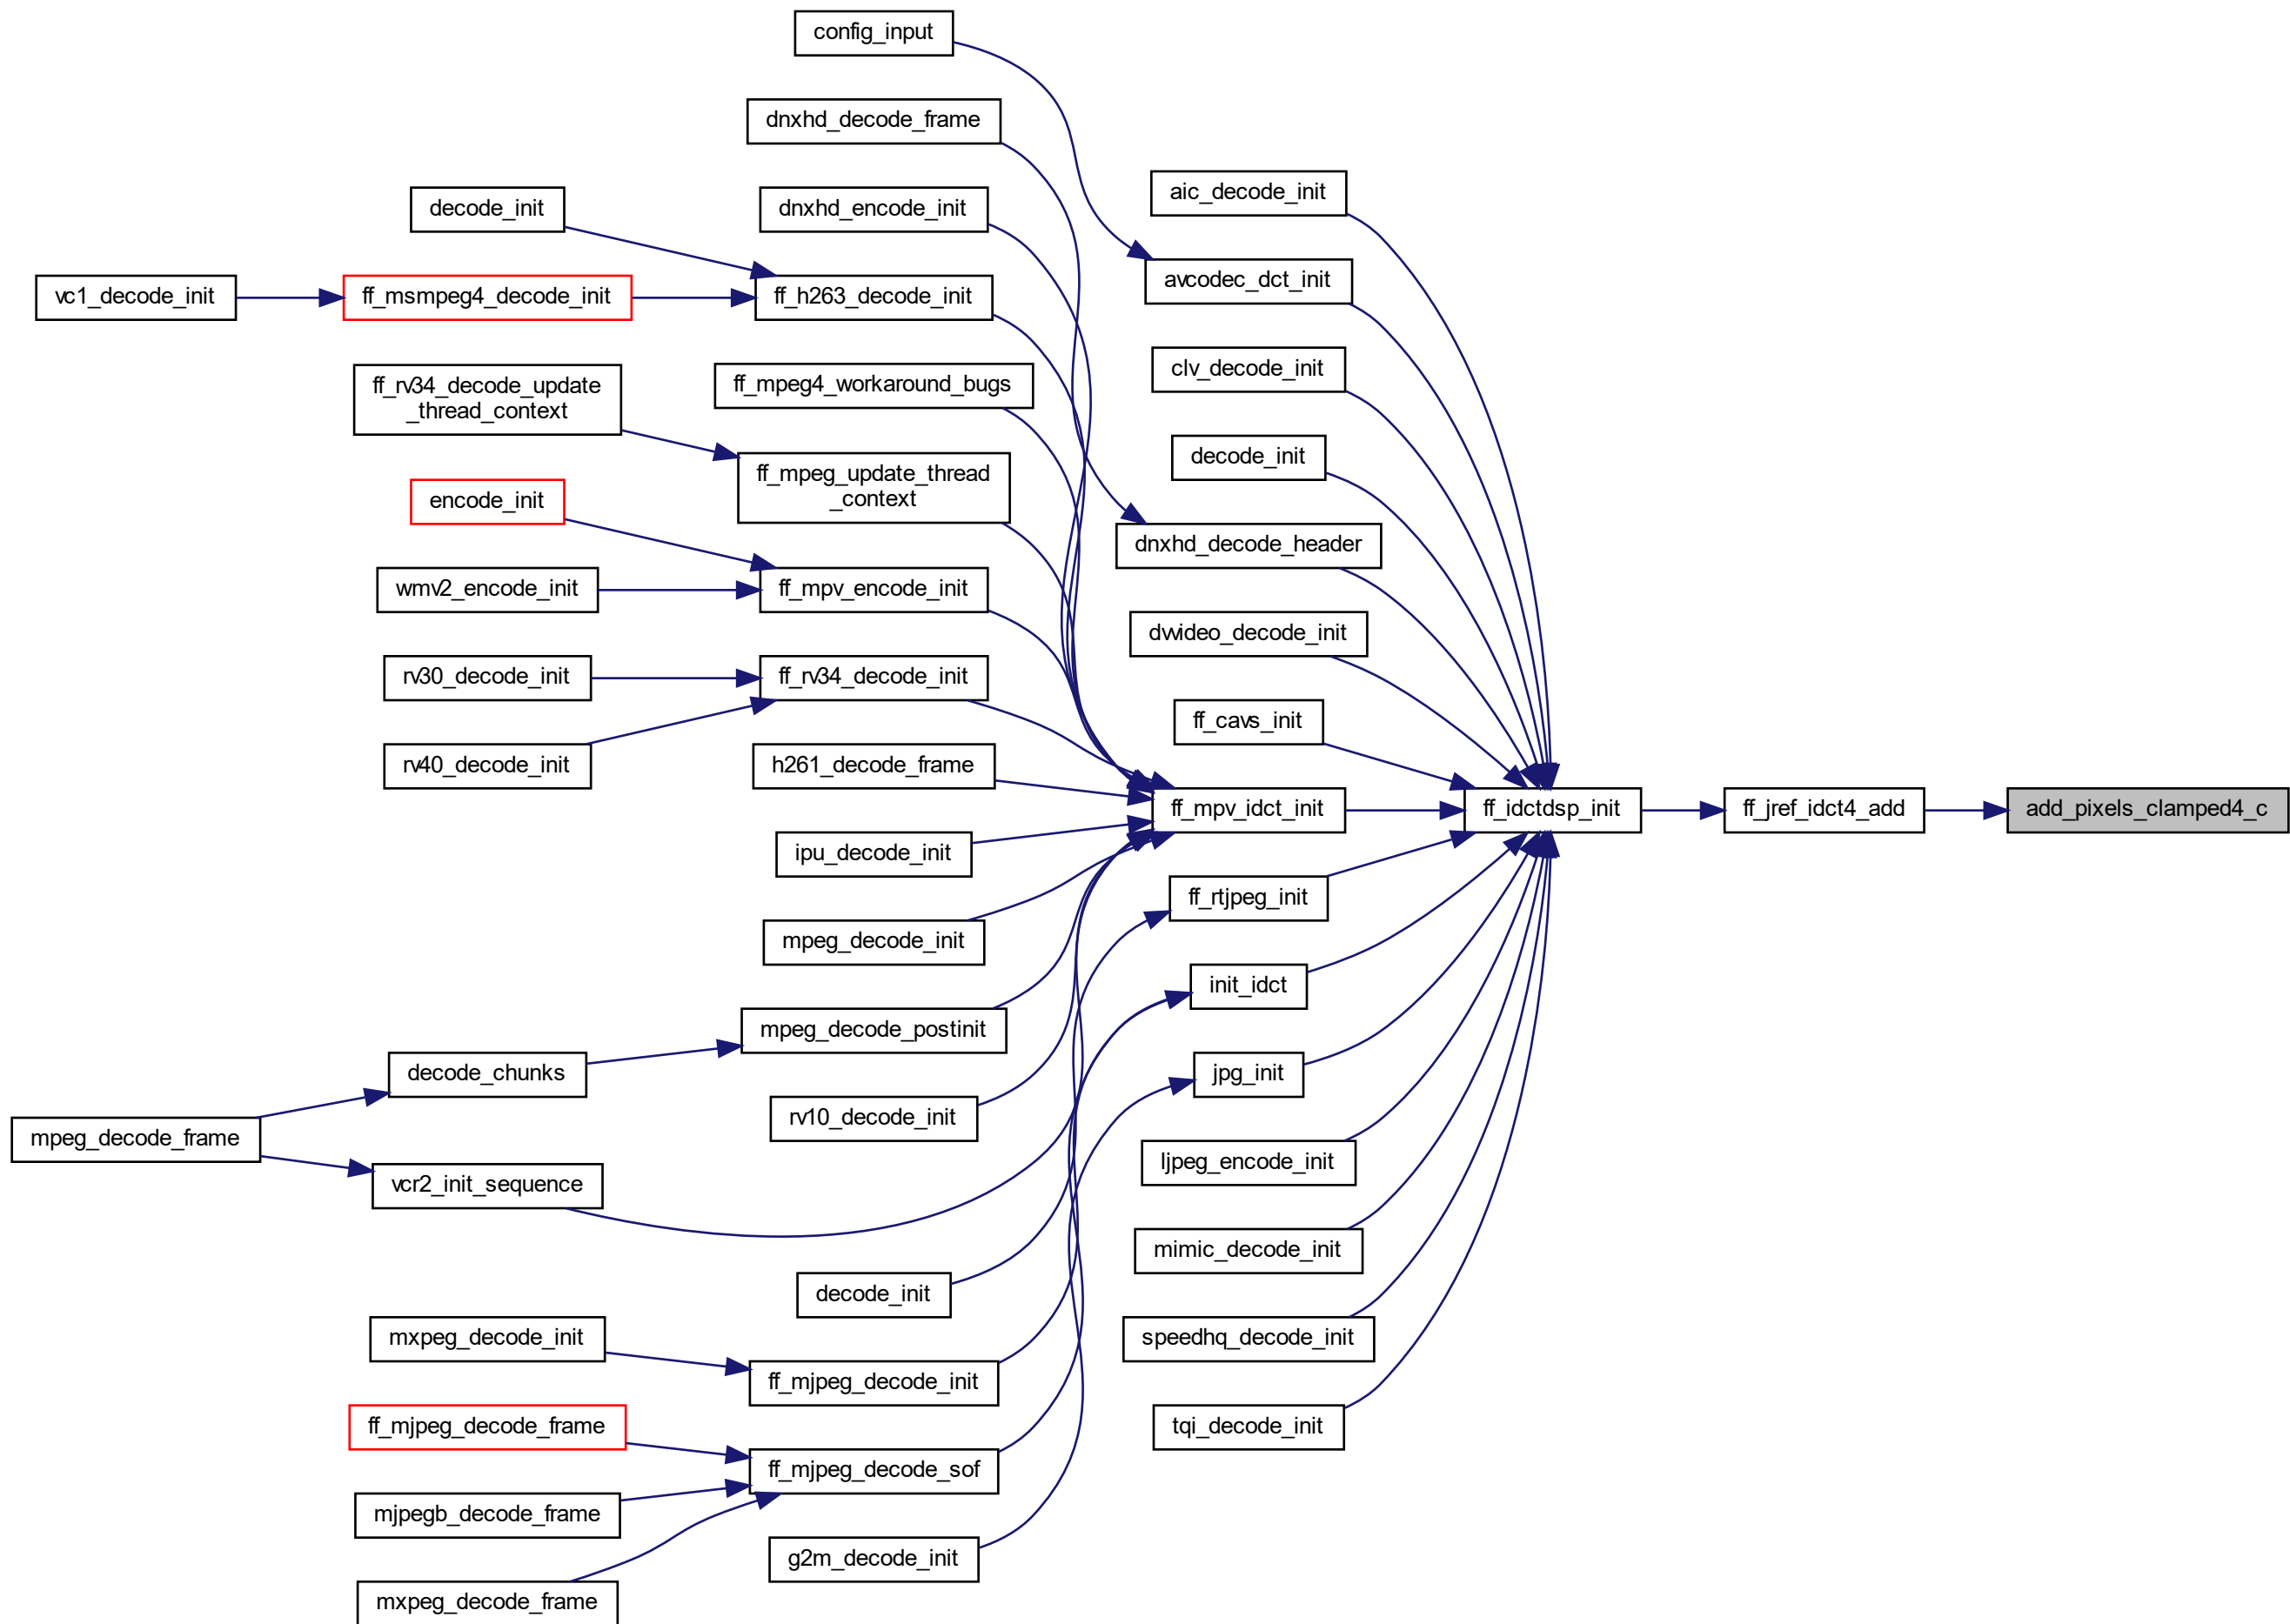 config_input
dnxhd_decode_frame
aic_decode_init
decode_init
dnxhd_encode_init
avcodec_dct_init
vc1_decode_init
ff_msmpeg4_decode_init
ff_h263_decode_init
clv_decode_init
ff_rv34_decode_update
_thread_context
ff_mpeg4_workaround_bugs
decode_init
ff_mpeg_update_thread
_context
encode_init
dnxhd_decode_header
wmv2_encode_init
ff_mpv_encode_init
dvvideo_decode_init
rv30_decode_init
ff_rv34_decode_init
ff_cavs_init
rv40_decode_init
h261_decode_frame
ff_mpv_idct_init
ff_idctdsp_init
ff_jref_idct4_add
add_pixels_clamped4_c
ipu_decode_init
ff_rtjpeg_init
mpeg_decode_init
init_idct
mpeg_decode_postinit
decode_chunks
jpg_init
rv10_decode_init
mpeg_decode_frame
ljpeg_encode_init
vcr2_init_sequence
mimic_decode_init
decode_init
mxpeg_decode_init
speedhq_decode_init
ff_mjpeg_decode_init
ff_mjpeg_decode_frame
tqi_decode_init
ff_mjpeg_decode_sof
mjpegb_decode_frame
g2m_decode_init
mxpeg_decode_frame